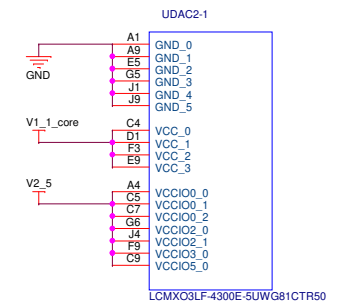 UDAC2-1
A1 GND_0
A9 GND_1
E5 GND_2
G5 GND_3
J1 GND_4
J9 GND_5
GND
V1_1_core
C4 VCC_0
D1 VCC_1
F3 VCC_2
E9 VCC_3
V2_5
A4 VCCIO0_0
C5 VCCIO0_1
C7 VCCIO0_2
G6 VCCIO2_0
J4 VCCIO2_1
F9 VCCIO3_0
C9 VCCIO5_0
LCMXO3LF-4300E-5UWG81CTR50